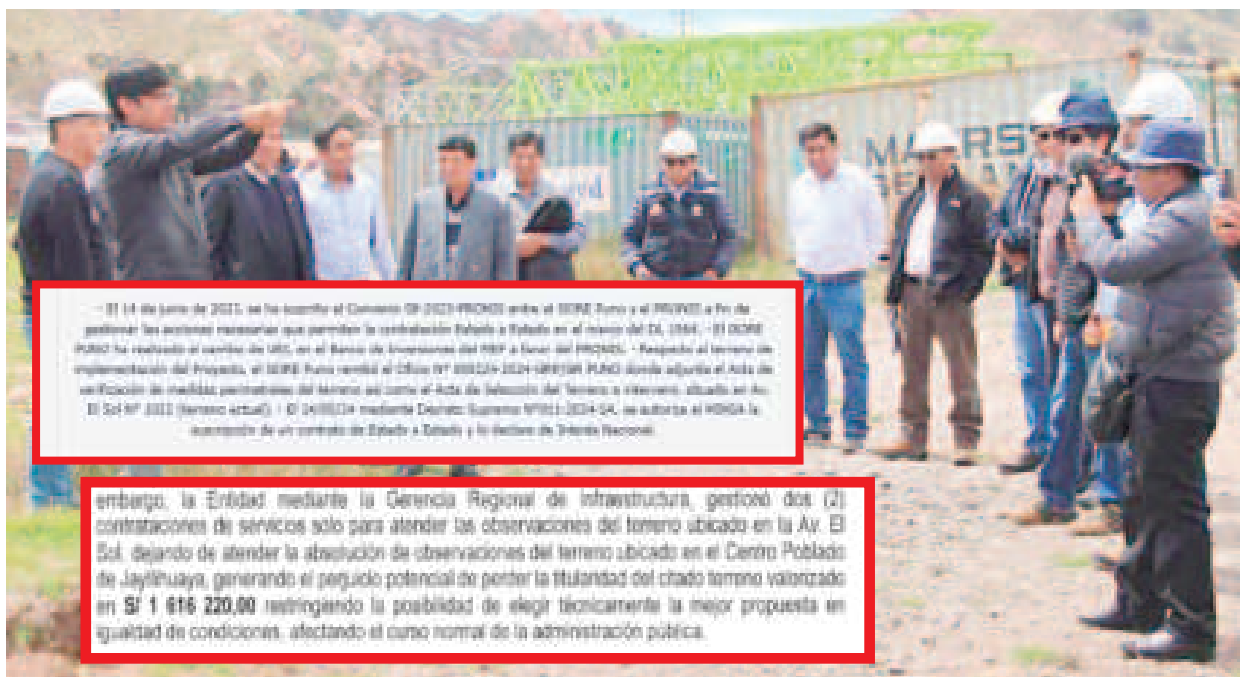 MAERS
- El 14 de junio de 2023, se ha suscrito el Convenio 09-2023-PRONIS entre el GORE Puno y el PRONIS a fin de
gestionar las acciones necesarias que permitan la contratación Estado a Estado en el marco del DL 1564. - El GORE
PUNO ha realizado el cambio de UEI, en el Banco de Inversiones del MEF a favor del PRONIS. - Respecto al terreno de
implementación del Proyecto, el GORE Puno remitió el Oficio Nº GRP/GR PUNO donde adjunta el Acta de
verificación de medidas perimetrales del terreno así como el Acta de Selección del Terreno a intervenir, situado en Av.
El Sol Nº 1022 (terreno actual). - El mediante Decreto Supremo Nº011-2024-SA, se autoriza al MINSA la
suscripción de un contrato de Estado a Estado y lo declara de Interés Nacional.
embargo, la Entidad mediante la Gerencia Regional de Infraestructura, gestionó dos (2)
contrataciones de servicios solo para atender las observaciones del terreno ubicado en la Av. El
Sol, dejando de atender la absolución de observaciones del terreno ubicado en el Centro Poblado
de Jayllihuaya, generando el perjuicio potencial de perder la titularidad del citado terreno valorizado
en S/ 1 616 220,00 restringiendo la posibilidad de elegir técnicamente la mejor propuesta en
igualdad de condiciones, afectando el curso normal de la administración pública.